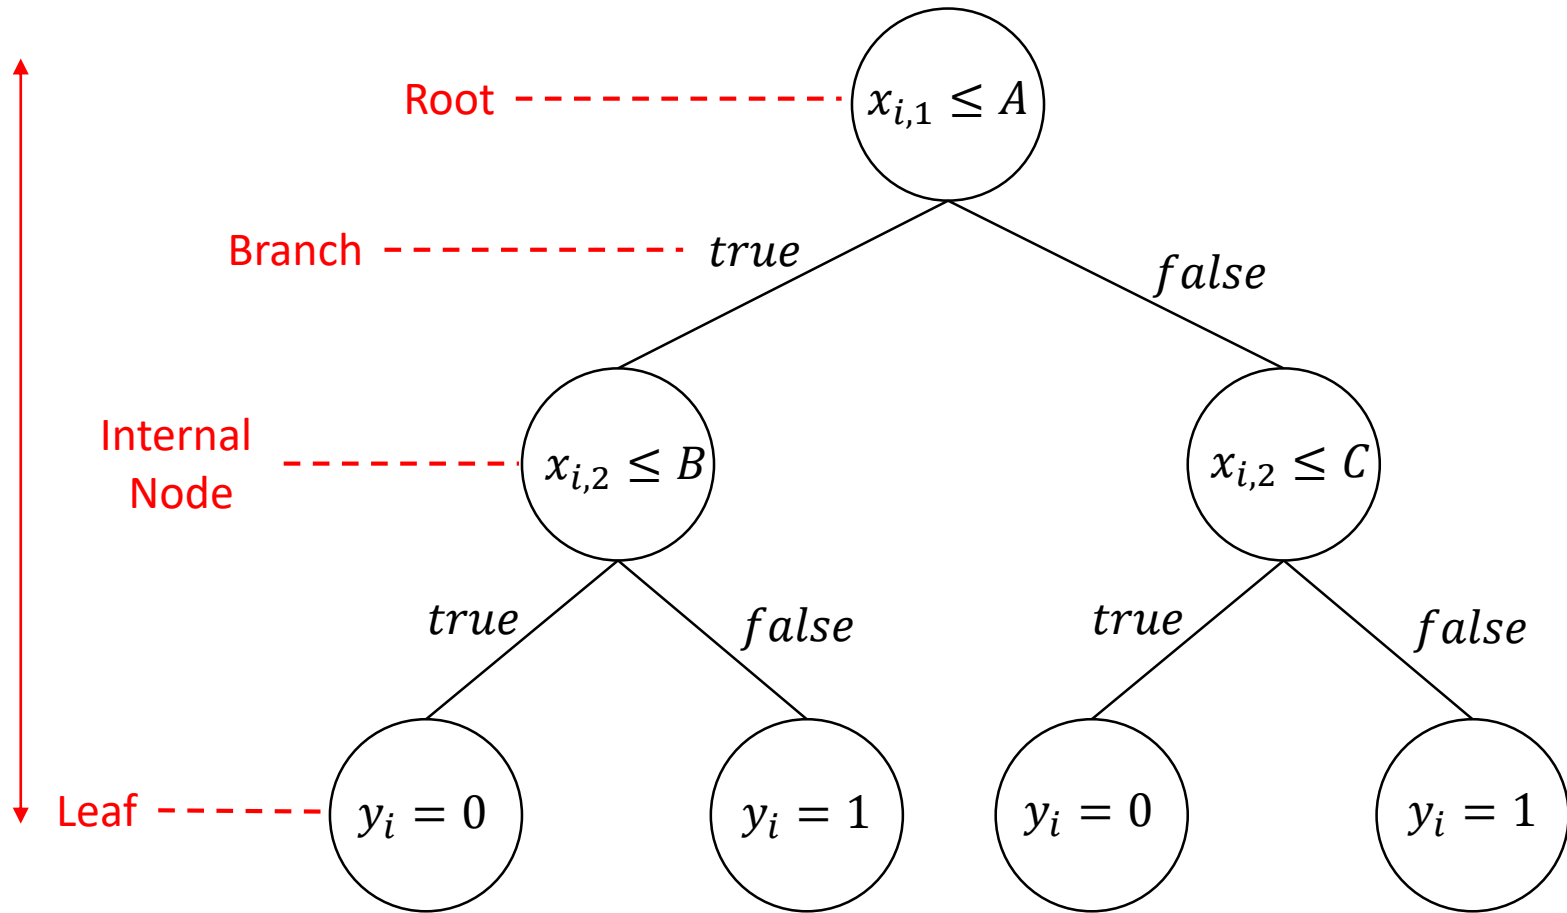 Root
x_{i,1} ≤ A
Branch
true
false
Internal
Node
x_{i,2} ≤ B
x_{i,2} ≤ C
true
false
true
false
Leaf
y_i = 0
y_i = 1
y_i = 0
y_i = 1